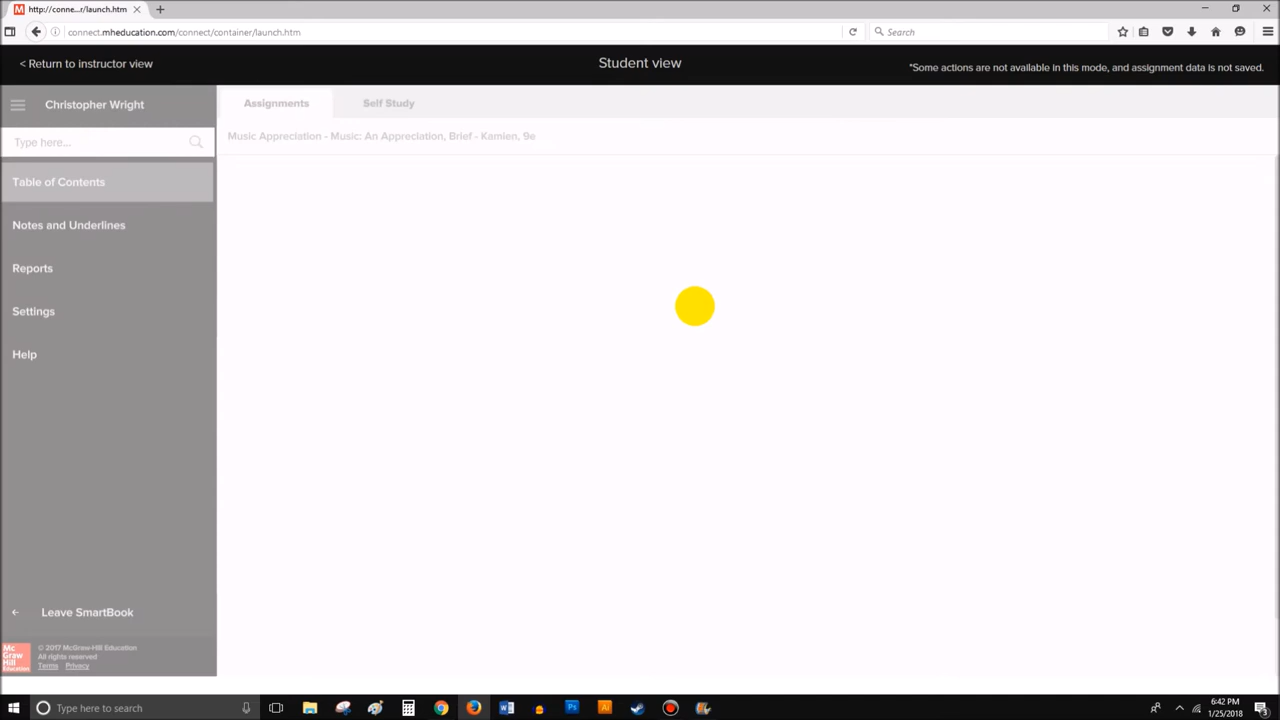 http://conne...r/launch.htm
connect.mheducation.com/connect/container/launch.htm
Search
< Return to instructor view
Student view
*Some actions are not available in this mode, and assignment data is not saved.
Christopher Wright
Assignments
Self Study
Type here...
Music Appreciation - Music: An Appreciation, Brief - Kamien, 9e
Table of Contents
Notes and Underlines
Reports
Settings
Help
Leave SmartBook
Mc
Graw
Hill
Education
© 2017 McGraw-Hill Education
All rights reserved
Terms Privacy
Type here to search
6:42 PM
1/25/2018